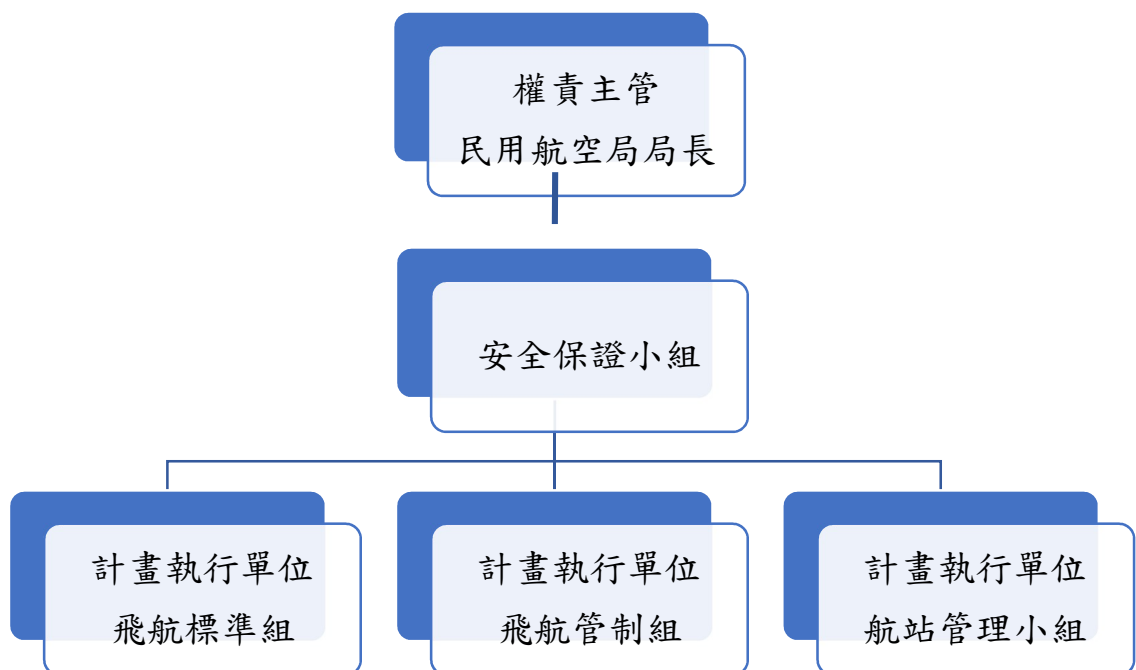 權責主管
民用航空局局長
安全保證小組
計畫執行單位
飛航標準組
計畫執行單位
飛航管制組
計畫執行單位
航站管理小組